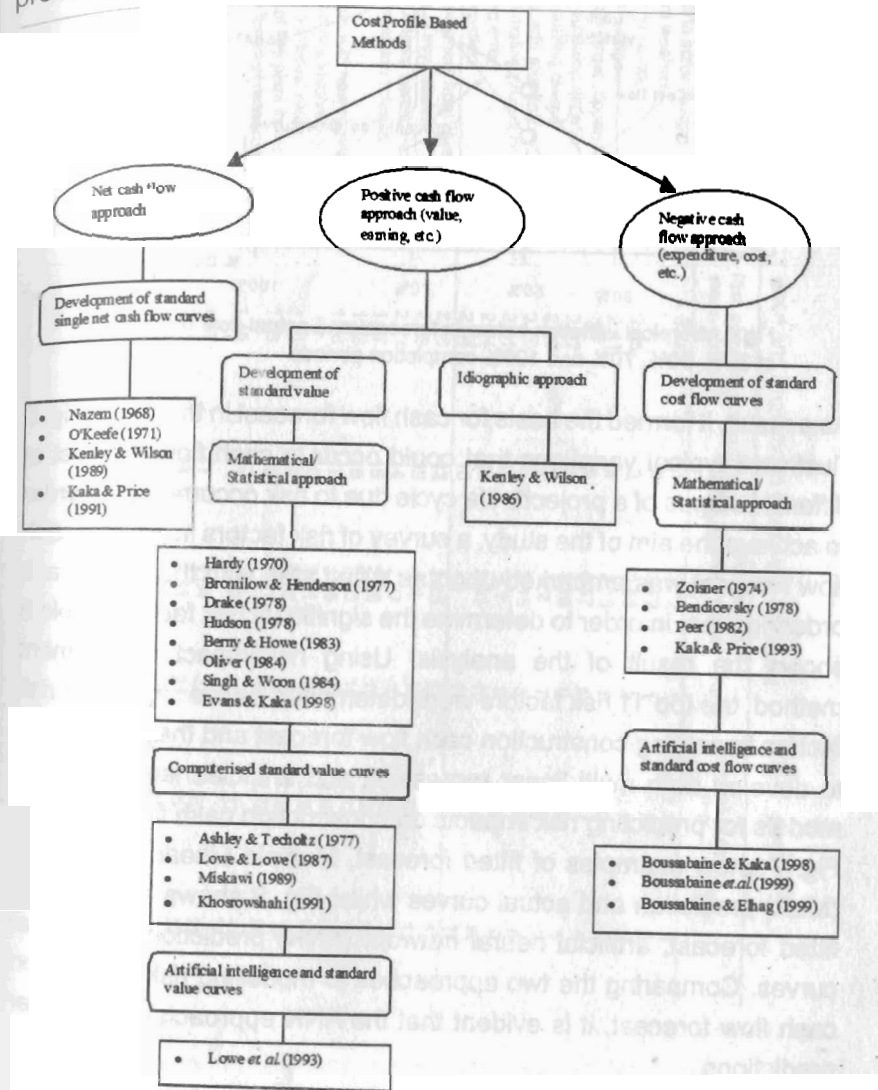 Cost Profile Based
Methods
Net cash flow
approach
Positive cash flow
approach (value,
earning, etc.)
Negative cash
flow approach
(expenditure, cost,
etc.)
Development of standard
single net cash flow curves
Nazem (1968)
O'Keefe (1971)
Kenley & Wilson
(1989)
Kaka & Price
(1991)
Development of
standard value
Mathematical/
Statistical approach
Hardy (1970)
Bromilow & Henderson (1977)
Drake (1978)
Hudson (1978)
Berny & Howe (1983)
Oliver (1984)
Singh & Woon (1984)
Evans & Kaka (1998)
Computerised standard value curves
Ashley & Techoltz (1977)
Lowe & Lowe (1987)
Miskawi (1989)
Khosrowshahi (1991)
Artificial intelligence and standard
value curves
Lowe et al. (1993)
Idiographic approach
Kenley & Wilson
(1986)
Development of standard
cost flow curves
Mathematical/
Statistical approach
Zoisner (1974)
Bendicevsky (1978)
Peer (1982)
Kaka & Price (1993)
Artificial intelligence and
standard cost flow curves
Boussabaine & Kaka (1998)
Boussabaine et.al. (1999)
Boussabaine & Elhag (1999)